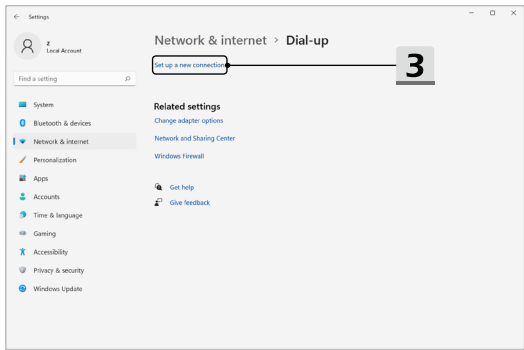 Settings
z
Local Account
Find a setting
System
Bluetooth & devices
Network & internet
Personalization
Apps
Accounts
Time & language
Gaming
Accessibility
Privacy & security
Windows Update
Network & internet > Dial-up
Set up a new connection
3
Related settings
Change adapter options
Network and Sharing Center
Windows Firewall
Get help
Give feedback